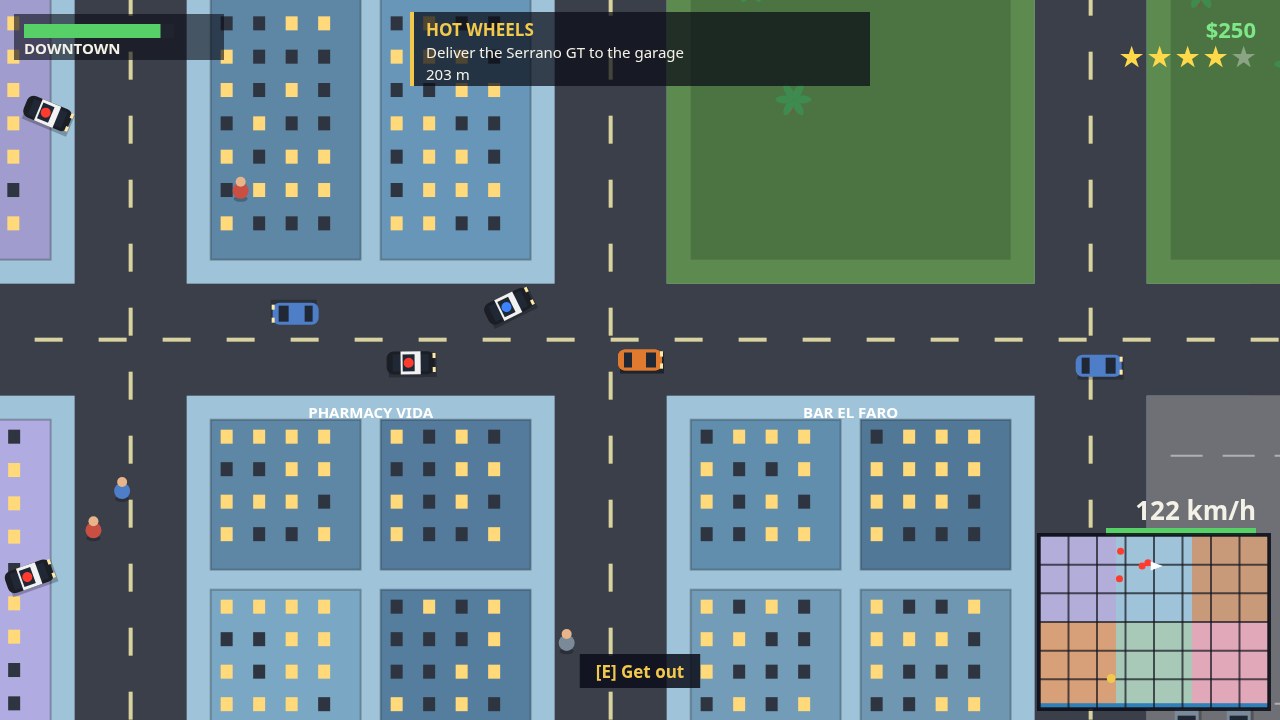 DOWNTOWN
HOT WHEELS
Deliver the Serrano GT to the garage
203 m
$250
PHARMACY VIDA
BAR EL FARO
122 km/h
[E] Get out